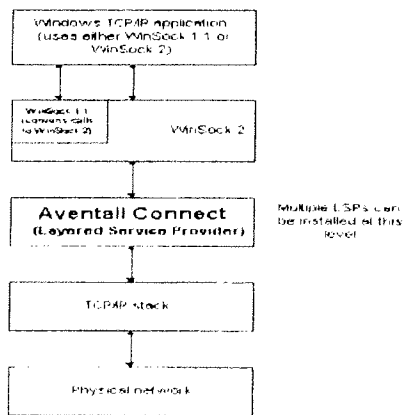 Windows TCP/IP application
(uses either WinSock 1.1 or
WinSock 2)
WinSock 1.1
(converts calls
to WinSock 2)
WinSock 2
Aventail Connect
(Layered Service Provider)
Multiple LSPs can
be installed at this
level
TCP/IP stack
Physical network